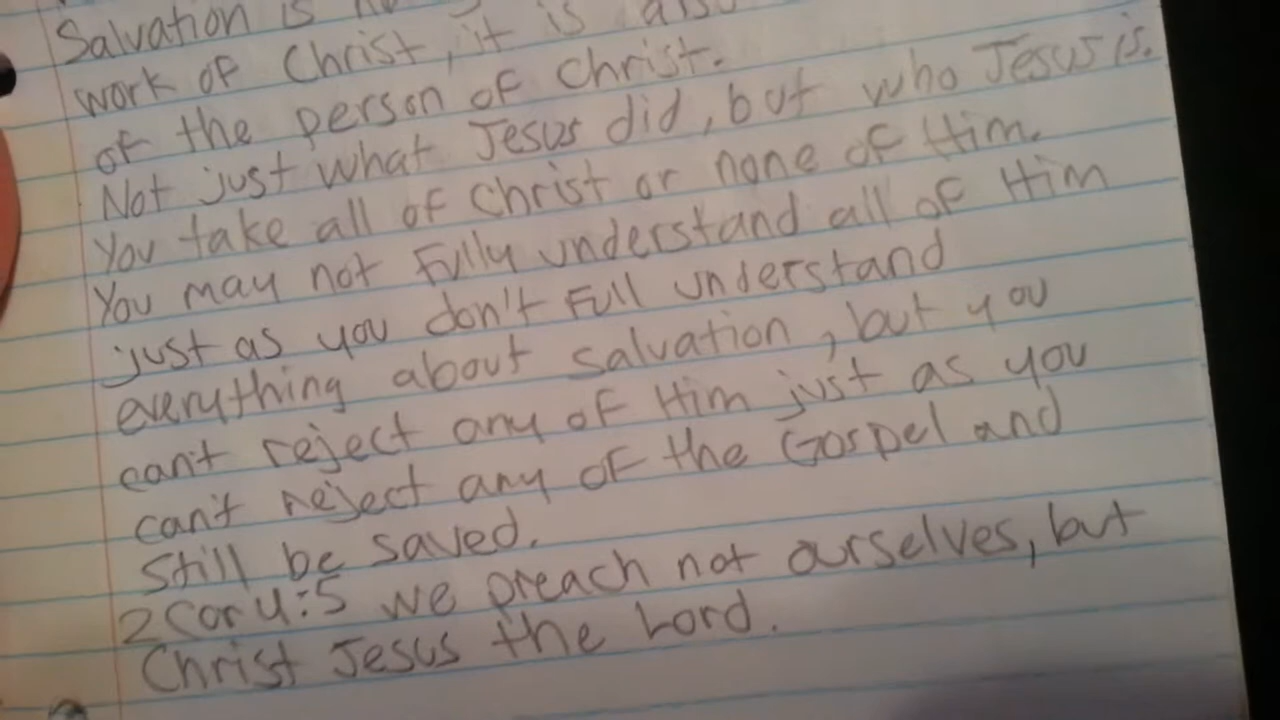 Salvation is
work of Christ, it is also
of the person of Christ.
Not just what Jesus did, but who Jesus is.
You take all of Christ or none of Him.
You may not Fully understand all of Him
just as you don't Full understand
everything about salvation, but you
can't reject any of Him just as you
can't reject any of the Gospel and
still be saved.
2 Cor 4:5 we preach not ourselves, but
Christ Jesus the Lord.